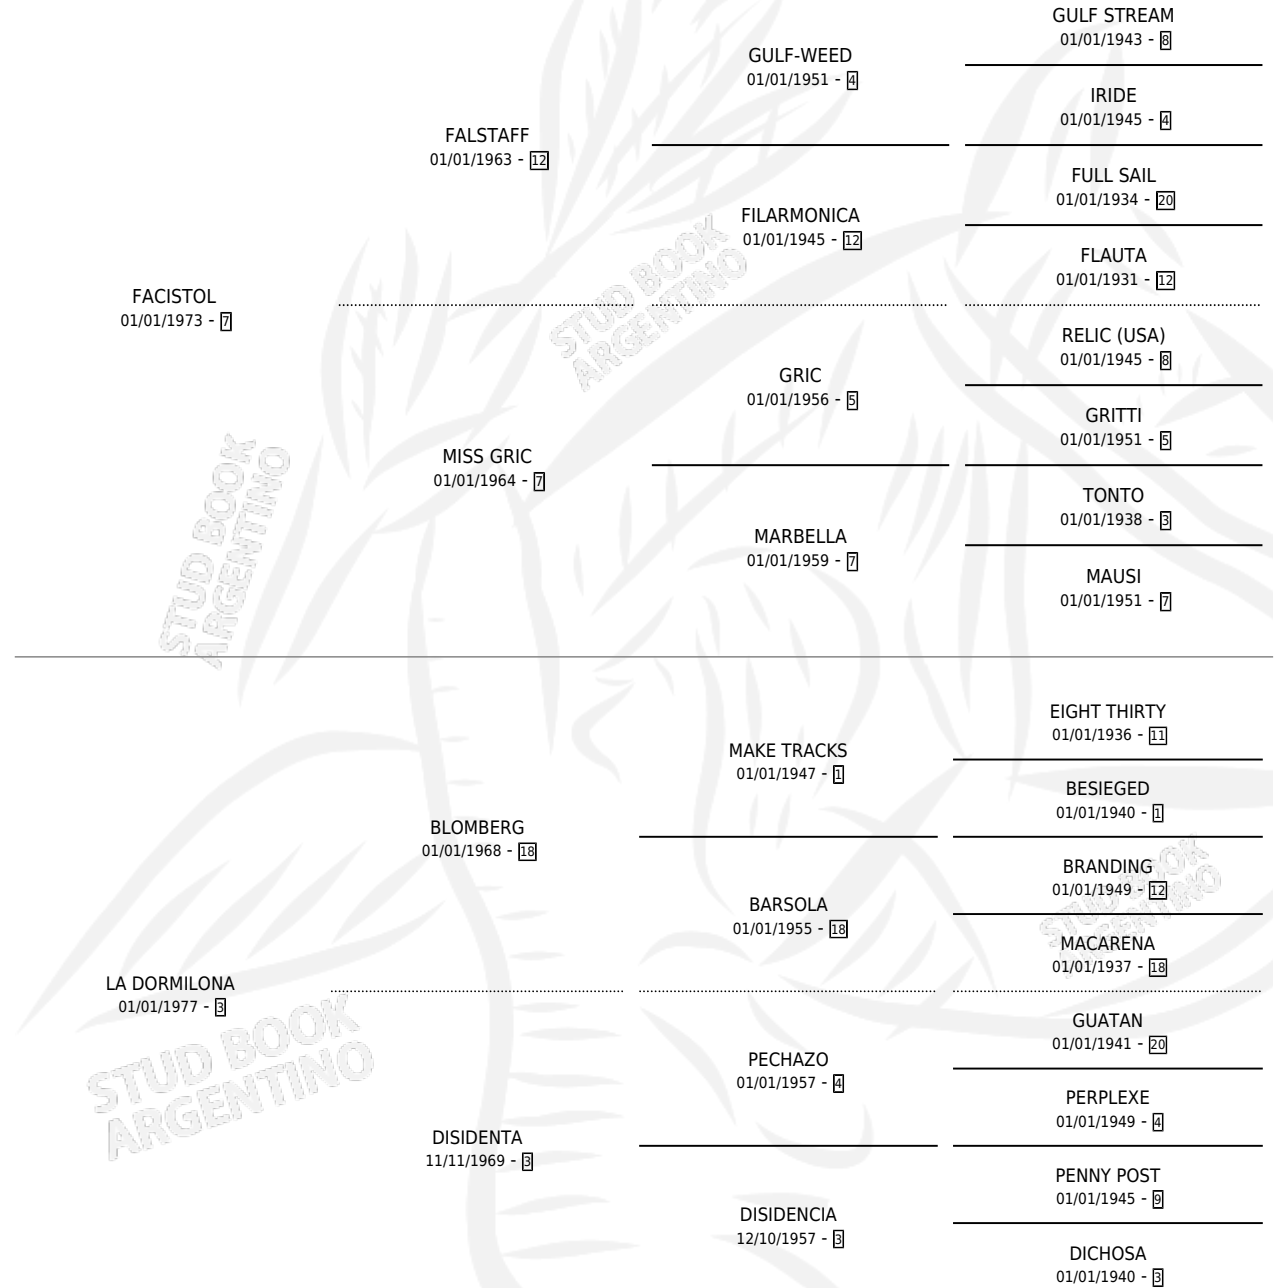 GULF STREAM
01/01/1943 - 8
GULF-WEED
01/01/1951 - 4
IRIDE
01/01/1945 - 4
FALSTAFF
01/01/1963 - 12
FULL SAIL
01/01/1934 - 20
FILARMONICA
01/01/1945 - 12
FLAUTA
01/01/1931 - 12
FACISTOL
01/01/1973 - 7
RELIC (USA)
01/01/1945 - 8
GRIC
01/01/1956 - 5
GRITTI
01/01/1951 - 5
MISS GRIC
01/01/1964 - 7
TONTO
01/01/1938 - 3
MARBELLA
01/01/1959 - 7
MAUSI
01/01/1951 - 7
EIGHT THIRTY
01/01/1936 - 11
MAKE TRACKS
01/01/1947 - 1
BESIEGED
01/01/1940 - 1
BLOMBERG
01/01/1968 - 18
BRANDING
01/01/1949 - 12
BARSOLA
01/01/1955 - 18
MACARENA
01/01/1937 - 18
LA DORMILONA
01/01/1977 - 3
GUATAN
01/01/1941 - 20
PECHAZO
01/01/1957 - 4
PERPLEXE
01/01/1949 - 4
DISIDENTA
11/11/1969 - 3
PENNY POST
01/01/1945 - 9
DISIDENCIA
12/10/1957 - 3
DICHOSA
01/01/1940 - 3
STUD BOOK
ARGENTINO
STUD BOOK
ARGENTINO
STUD BOOK
ARGENTINO
STUD BOOK
ARGENTINO